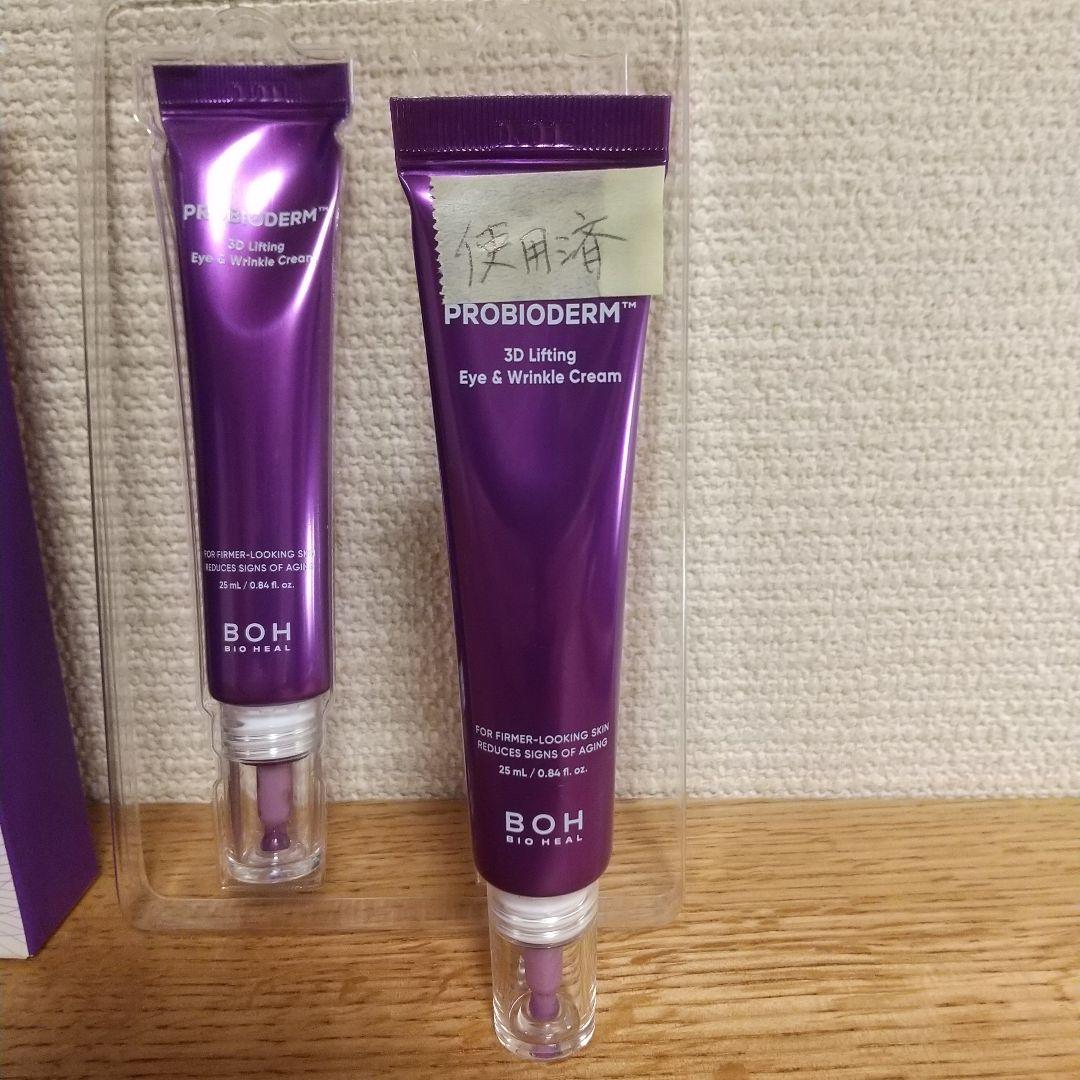 PROBIODERM™
3D Lifting
Eye & Wrinkle Cream
FOR FIRMER-LOOKING SKIN
REDUCES SIGNS OF AGING
25 mL / 0.84 fl. oz.
BOH
BIO HEAL
使用済
PROBIODERM™
3D Lifting
Eye & Wrinkle Cream
FOR FIRMER-LOOKING SKIN
REDUCES SIGNS OF AGING
25 mL / 0.84 fl. oz.
BOH
BIO HEAL